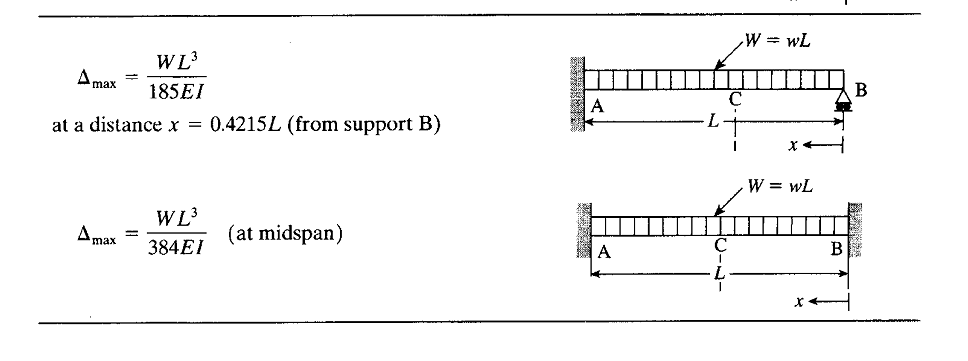 Δmax = WL³/185EI
at a distance x = 0.4215L (from support B)
W = wL
A
C
B
L
x
Δmax = WL³/384EI (at midspan)
W = wL
A
C
B
L
x